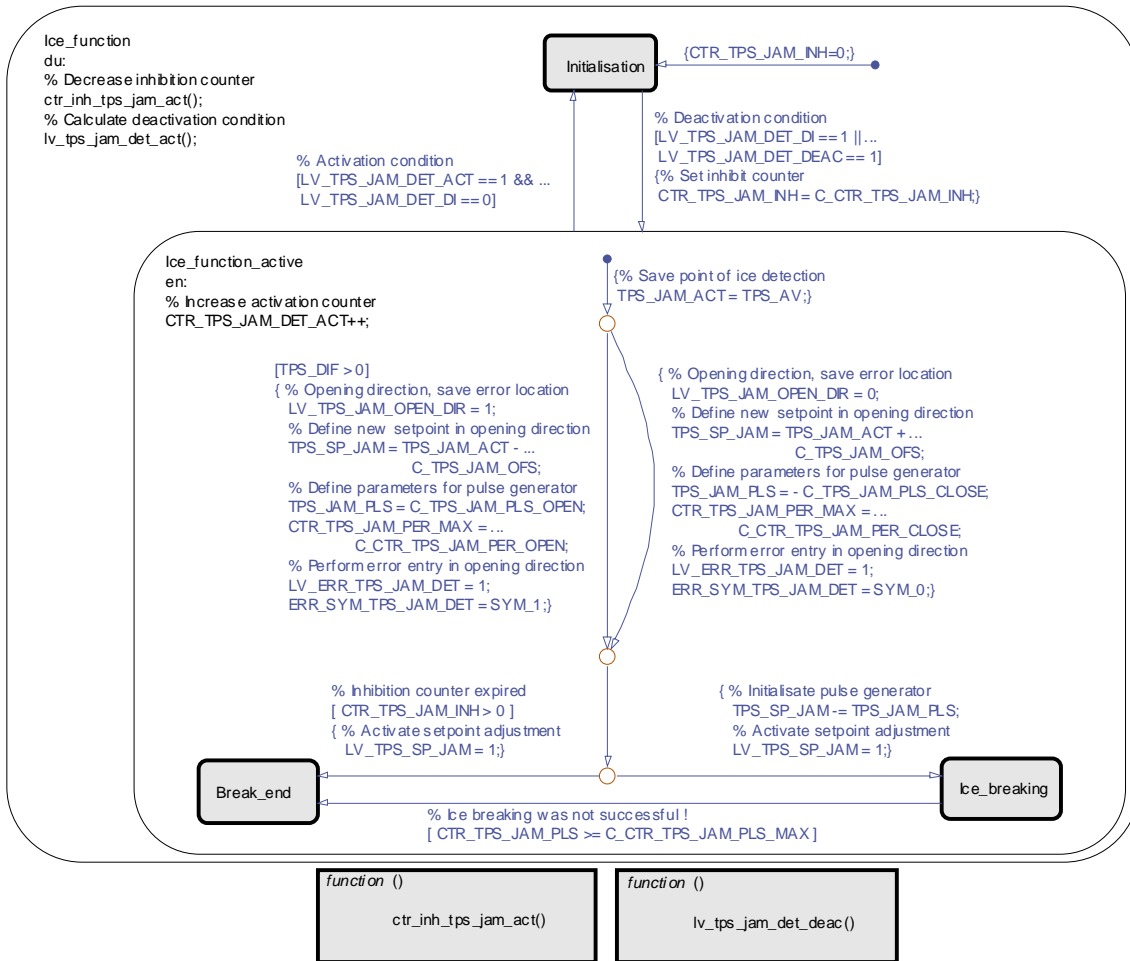 Ice_function
du:
% Decrease inhibition counter
ctr_inh_tps_jam_act();
% Calculate deactivation condition
lv_tps_jam_det_act();
Initialisation
{CTR_TPS_JAM_INH=0;}
% Activation condition
[LV_TPS_JAM_DET_ACT == 1 && ...
LV_TPS_JAM_DET_DI == 0]
% Deactivation condition
[LV_TPS_JAM_DET_DI == 1 || ...
LV_TPS_JAM_DET_DEAC == 1]
{% Set inhibit counter
CTR_TPS_JAM_INH = C_CTR_TPS_JAM_INH;}
Ice_function_active
en:
% Increase activation counter
CTR_TPS_JAM_DET_ACT++;
{% Save point of ice detection
TPS_JAM_ACT = TPS_AV;}
[TPS_DIF > 0]
{ % Opening direction, save error location
LV_TPS_JAM_OPEN_DIR = 1;
% Define new setpoint in opening direction
TPS_SP_JAM = TPS_JAM_ACT - ...
C_TPS_JAM_OFS;
% Define parameters for pulse generator
TPS_JAM_PLS = C_TPS_JAM_PLS_OPEN;
CTR_TPS_JAM_PER_MAX = ...
C_CTR_TPS_JAM_PER_OPEN;
% Perform error entry in opening direction
LV_ERR_TPS_JAM_DET = 1;
ERR_SYM_TPS_JAM_DET = SYM_1;}
{ % Opening direction, save error location
LV_TPS_JAM_OPEN_DIR = 0;
% Define new setpoint in opening direction
TPS_SP_JAM = TPS_JAM_ACT + ...
C_TPS_JAM_OFS;
% Define parameters for pulse generator
TPS_JAM_PLS = - C_TPS_JAM_PLS_CLOSE;
CTR_TPS_JAM_PER_MAX = ...
C_CTR_TPS_JAM_PER_CLOSE;
% Perform error entry in opening direction
LV_ERR_TPS_JAM_DET = 1;
ERR_SYM_TPS_JAM_DET = SYM_0;}
% Inhibition counter expired
[ CTR_TPS_JAM_INH > 0 ]
{ % Activate setpoint adjustment
LV_TPS_SP_JAM = 1;}
{ % Initialisate pulse generator
TPS_SP_JAM -= TPS_JAM_PLS;
% Activate setpoint adjustment
LV_TPS_SP_JAM = 1;}
Break_end
Ice_breaking
% Ice breaking was not successful !
[ CTR_TPS_JAM_PLS >= C_CTR_TPS_JAM_PLS_MAX ]
function ()
ctr_inh_tps_jam_act()
function ()
lv_tps_jam_det_deac()